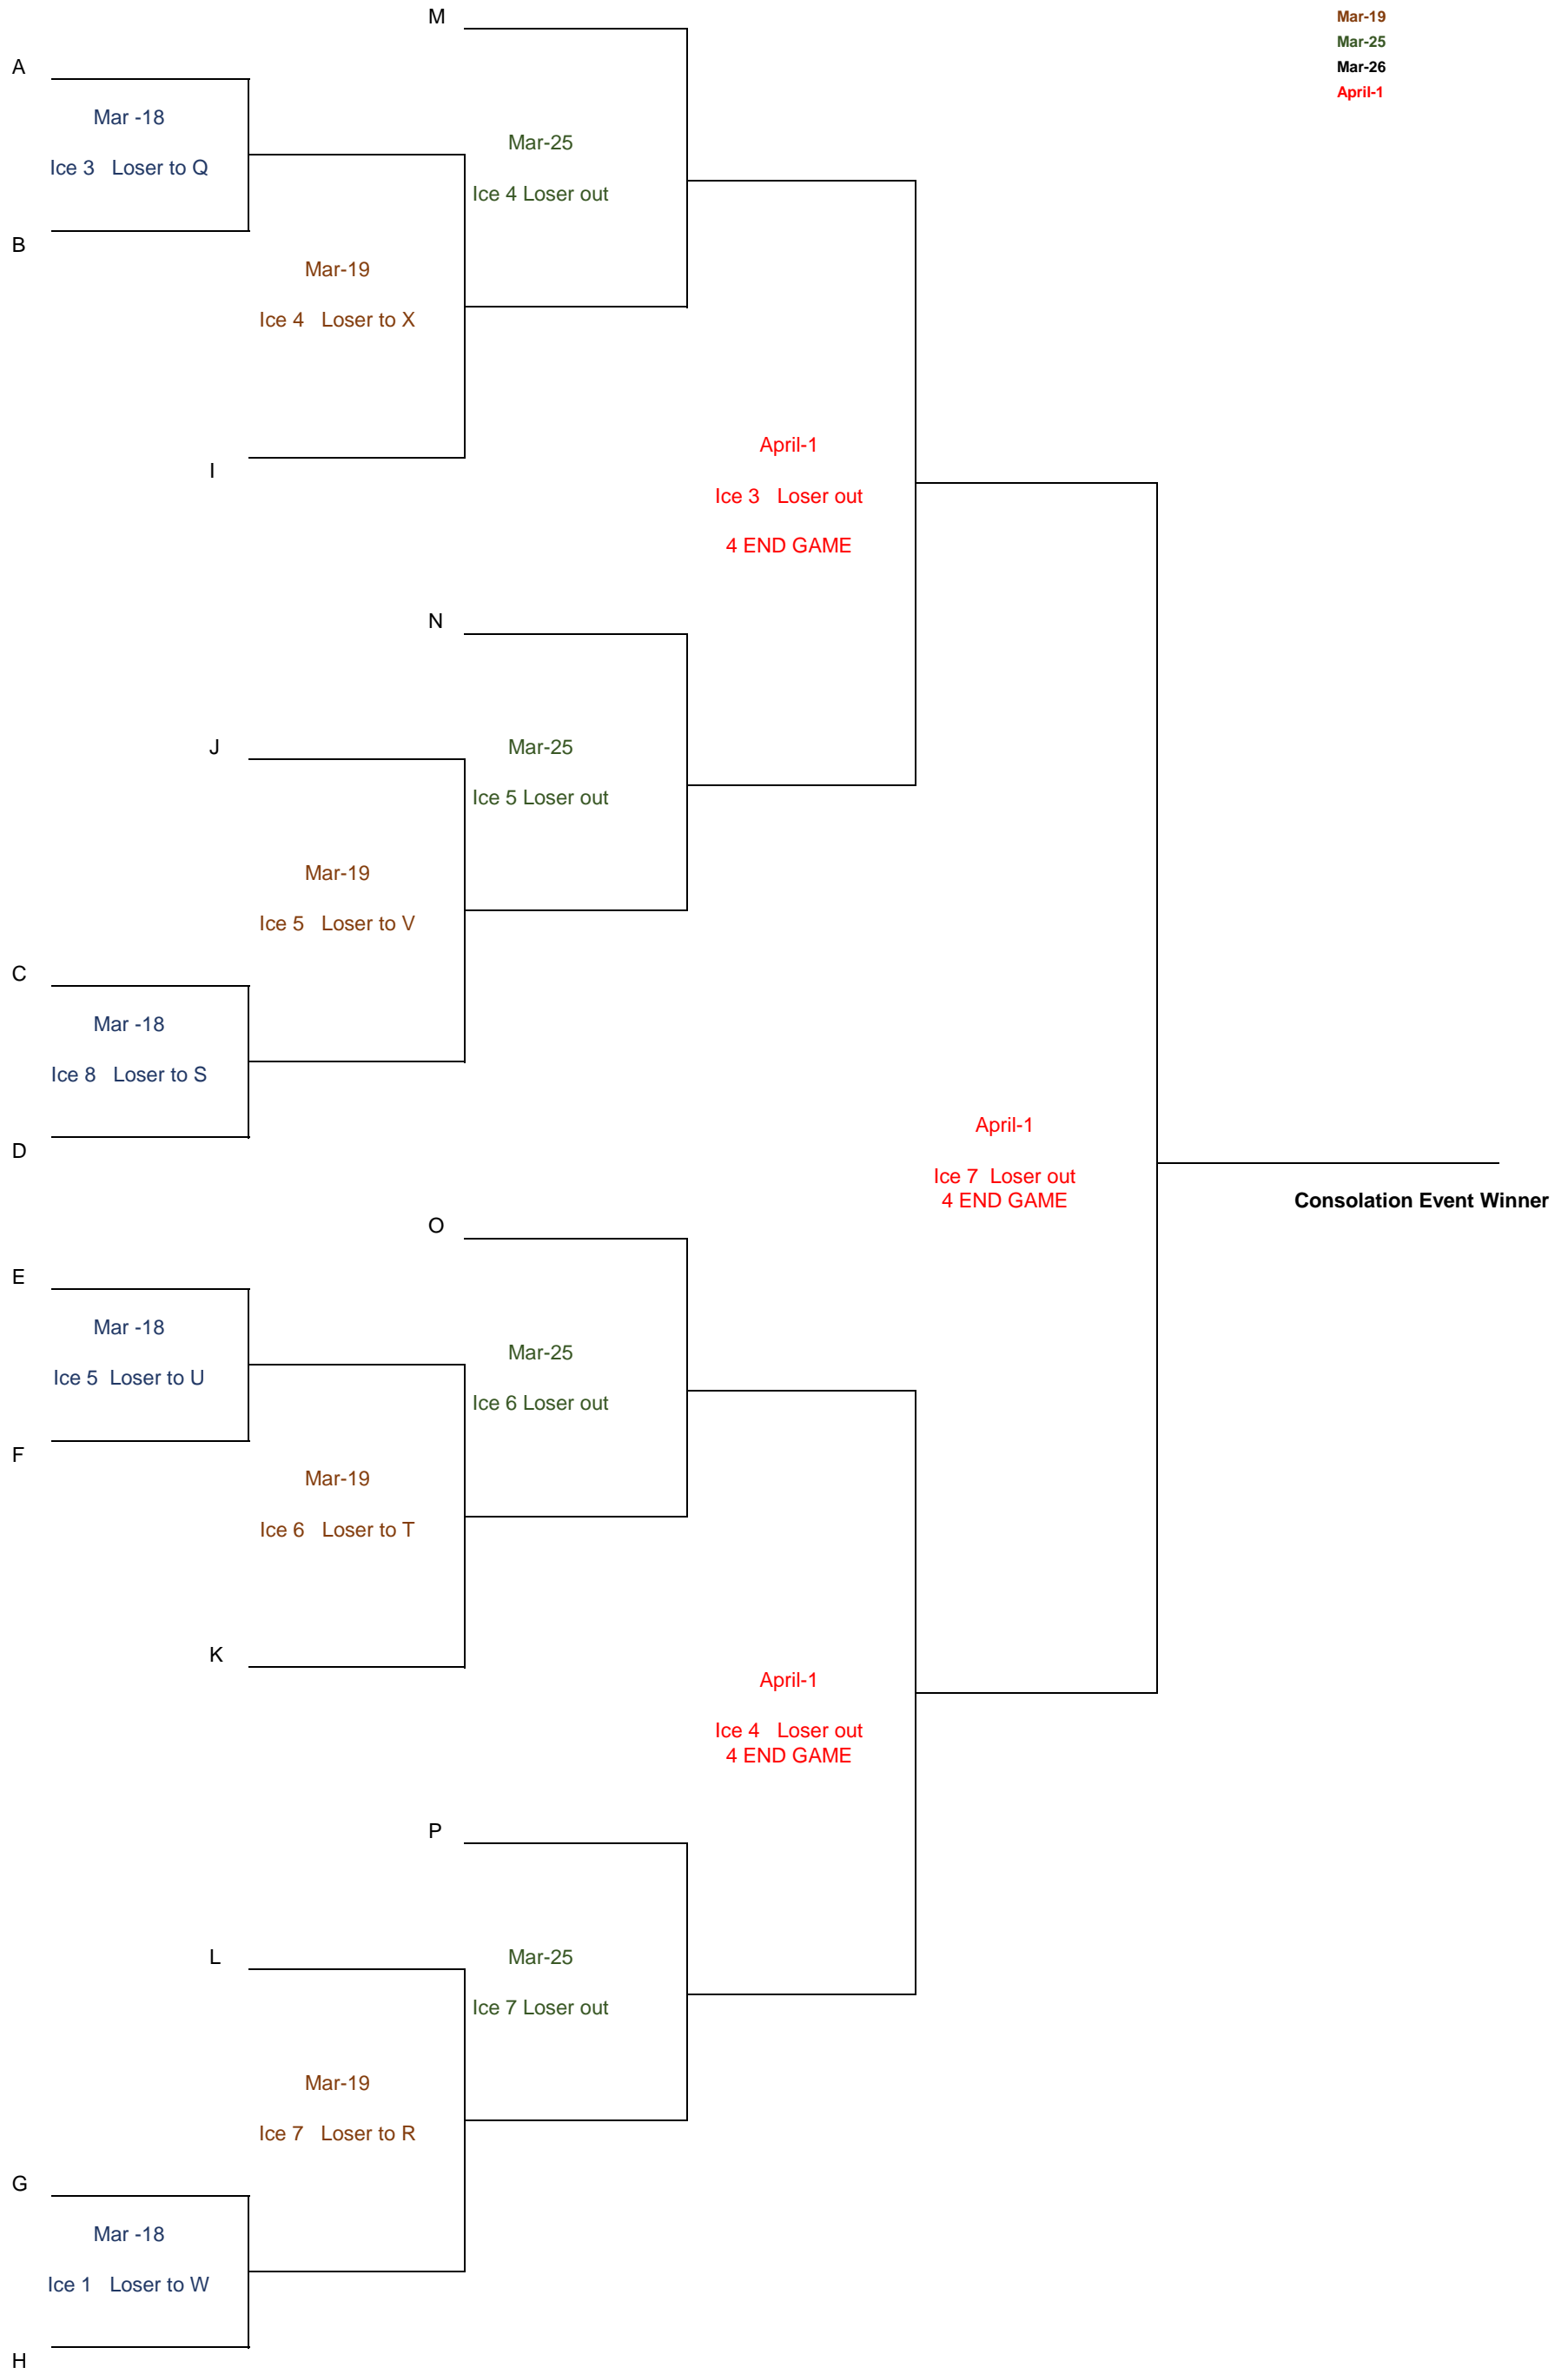 M
Mar-19
Mar-25
Mar-26
April-1
A
Mar -18
Ice 3   Loser to Q
B
Mar-25
Ice 4 Loser out
Mar-19
Ice 4   Loser to X
I
April-1
Ice 3   Loser out
4 END GAME
N
J
Mar-25
Ice 5 Loser out
Mar-19
Ice 5   Loser to V
C
Mar -18
Ice 8   Loser to S
D
April-1
Ice 7  Loser out
4 END GAME
Consolation Event Winner
O
E
Mar -18
Ice 5  Loser to U
F
Mar-25
Ice 6 Loser out
Mar-19
Ice 6   Loser to T
K
April-1
Ice 4   Loser out
4 END GAME
P
L
Mar-25
Ice 7 Loser out
Mar-19
Ice 7   Loser to R
G
Mar -18
Ice 1   Loser to W
H